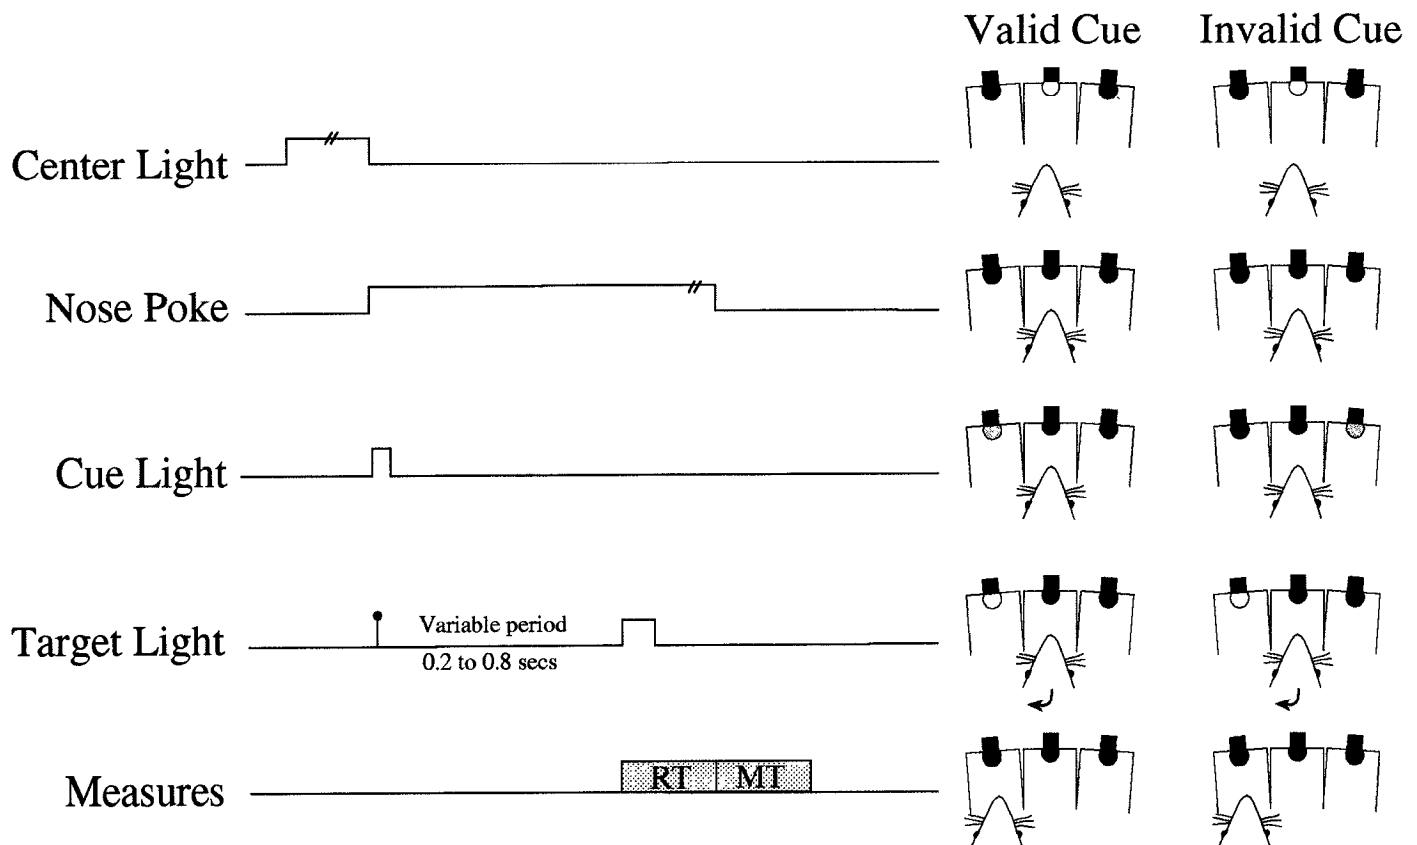 Valid Cue
Invalid Cue
Center Light
Nose Poke
Cue Light
Target Light
Variable period
0.2 to 0.8 secs
Measures
RT
MT